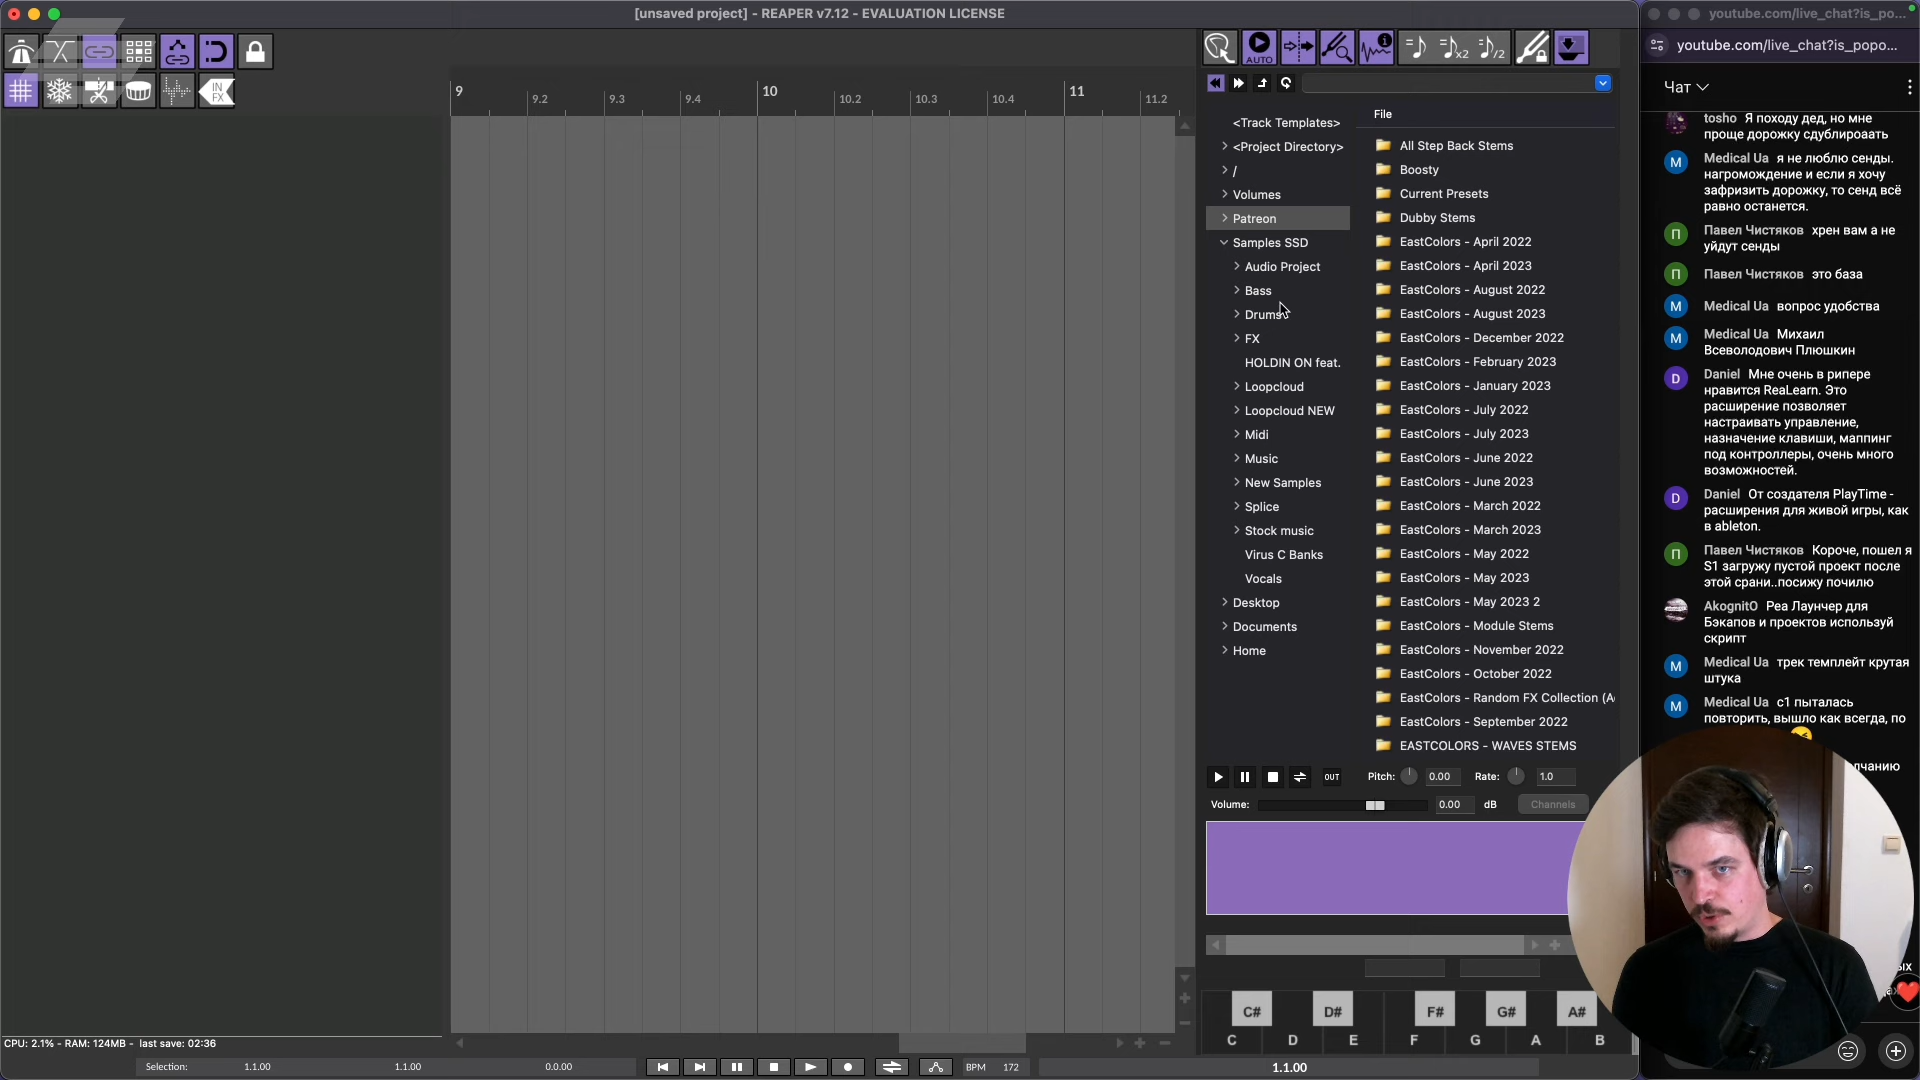 [unsaved project] - REAPER v7.12 - EVALUATION LICENSE
youtube.com/live_chat?is_po...
youtube.com/live_chat?is_popo...
IN
FX
AUTO
x2
/2
9
9.2
9.3
9.4
10
10.2
10.3
10.4
11
11.2
<Track Templates>
<Project Directory>
/
Volumes
Patreon
Samples SSD
Audio Project
Bass
Drums
FX
HOLDIN ON feat.
Loopcloud
Loopcloud NEW
Midi
Music
New Samples
Splice
Stock music
Virus C Banks
Vocals
Desktop
Documents
Home
File
All Step Back Stems
Boosty
Current Presets
Dubby Stems
EastColors - April 2022
EastColors - April 2023
EastColors - August 2022
EastColors - August 2023
EastColors - December 2022
EastColors - February 2023
EastColors - January 2023
EastColors - July 2022
EastColors - July 2023
EastColors - June 2022
EastColors - June 2023
EastColors - March 2022
EastColors - March 2023
EastColors - May 2022
EastColors - May 2023
EastColors - May 2023 2
EastColors - Module Stems
EastColors - November 2022
EastColors - October 2022
EastColors - Random FX Collection (A
EastColors - September 2022
EASTCOLORS - WAVES STEMS
OUT
Pitch: 0.00 Rate: 1.0
Volume: 0.00 dB Channels
C# D# F# G# A#
C D E F G A B
CPU: 2.1% - RAM: 124MB - last save: 02:36
Selection: 1.1.00 1.1.00 0.0.00
BPM 172
1.1.00
Чат
tosho Я походу дед, но мне
проще дорожку сдублироаать
M Medical Ua я не люблю сенды.
нагромождение и если я хочу
зафризить дорожку, то сенд всё
равно останется.
П Павел Чистяков хрен вам а не
уйдут сенды
П Павел Чистяков это база
M Medical Ua вопрос удобства
M Medical Ua Михаил
Всеволодович Плюшкин
D Daniel Мне очень в рипере
нравится ReaLearn. Это
расширение позволяет
настраивать управление,
назначение клавиши, маппинг
под контроллеры, очень много
возможностей.
D Daniel От создателя PlayTime -
расширения для живой игры, как
в ableton.
П Павел Чистяков Короче, пошел я
S1 загружу пустой проект после
этой срани..посижу почилю
AkognitO Реа Лаунчер для
Бэкапов и проектов используй
скрипт
M Medical Ua трек темплейт крутая
штука
M Medical Ua с1 пыталась
повторить, вышло как всегда, по
лчанию
ых